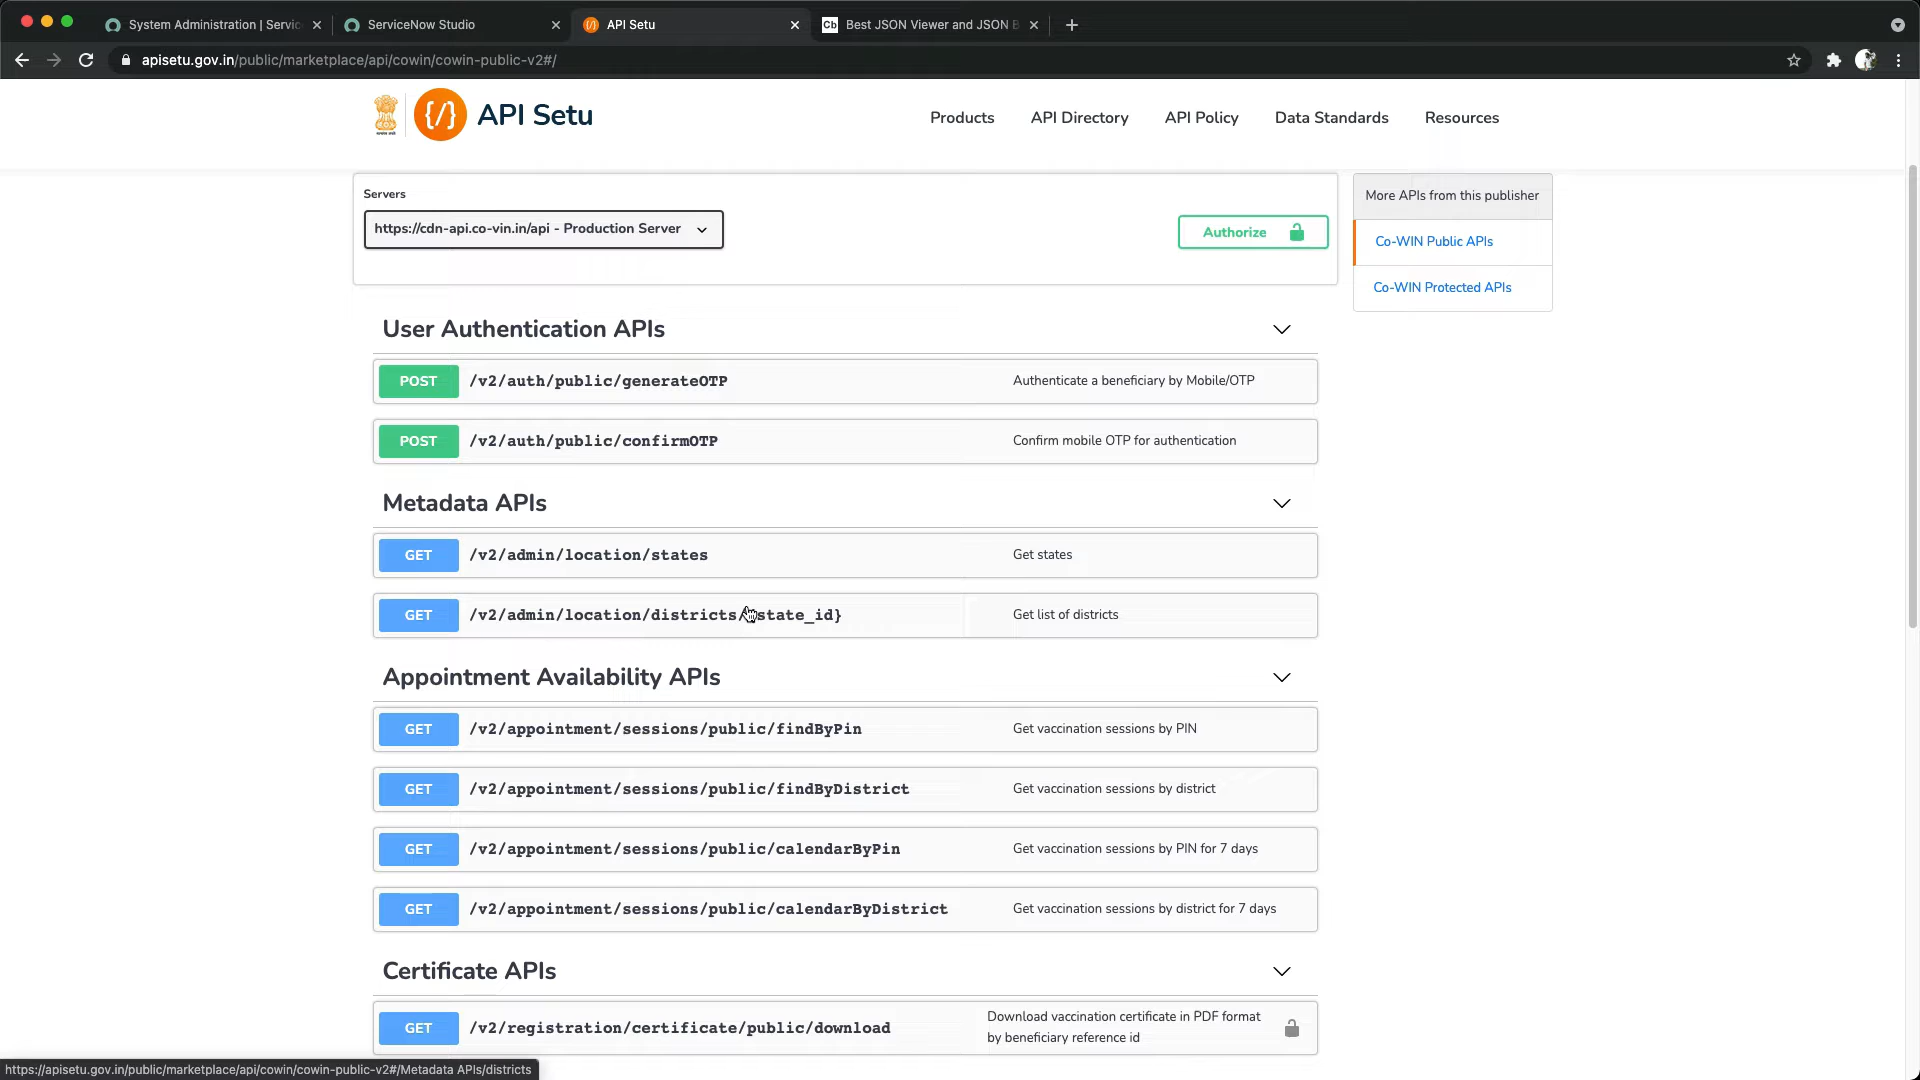 System Administration | Servic
ServiceNow Studio
API Setu
Cb
Best JSON Viewer and JSON B
apisetu.gov.in/public/marketplace/api/cowin/cowin-public-v2#/
{/}
API Setu
Products
API Directory
API Policy
Data Standards
Resources
Servers
https://cdn-api.co-vin.in/api - Production Server
Authorize
More APIs from this publisher
Co-WIN Public APIs
Co-WIN Protected APIs
User Authentication APIs
POST /v2/auth/public/generateOTP Authenticate a beneficiary by Mobile/OTP
POST /v2/auth/public/confirmOTP Confirm mobile OTP for authentication
Metadata APIs
GET /v2/admin/location/states Get states
GET /v2/admin/location/districts/state_id} Get list of districts
Appointment Availability APIs
GET /v2/appointment/sessions/public/findByPin Get vaccination sessions by PIN
GET /v2/appointment/sessions/public/findByDistrict Get vaccination sessions by district
GET /v2/appointment/sessions/public/calendarByPin Get vaccination sessions by PIN for 7 days
GET /v2/appointment/sessions/public/calendarByDistrict Get vaccination sessions by district for 7 days
Certificate APIs
GET /v2/registration/certificate/public/download Download vaccination certificate in PDF format
by beneficiary reference id
https://apisetu.gov.in/public/marketplace/api/cowin/cowin-public-v2#/Metadata APIs/districts